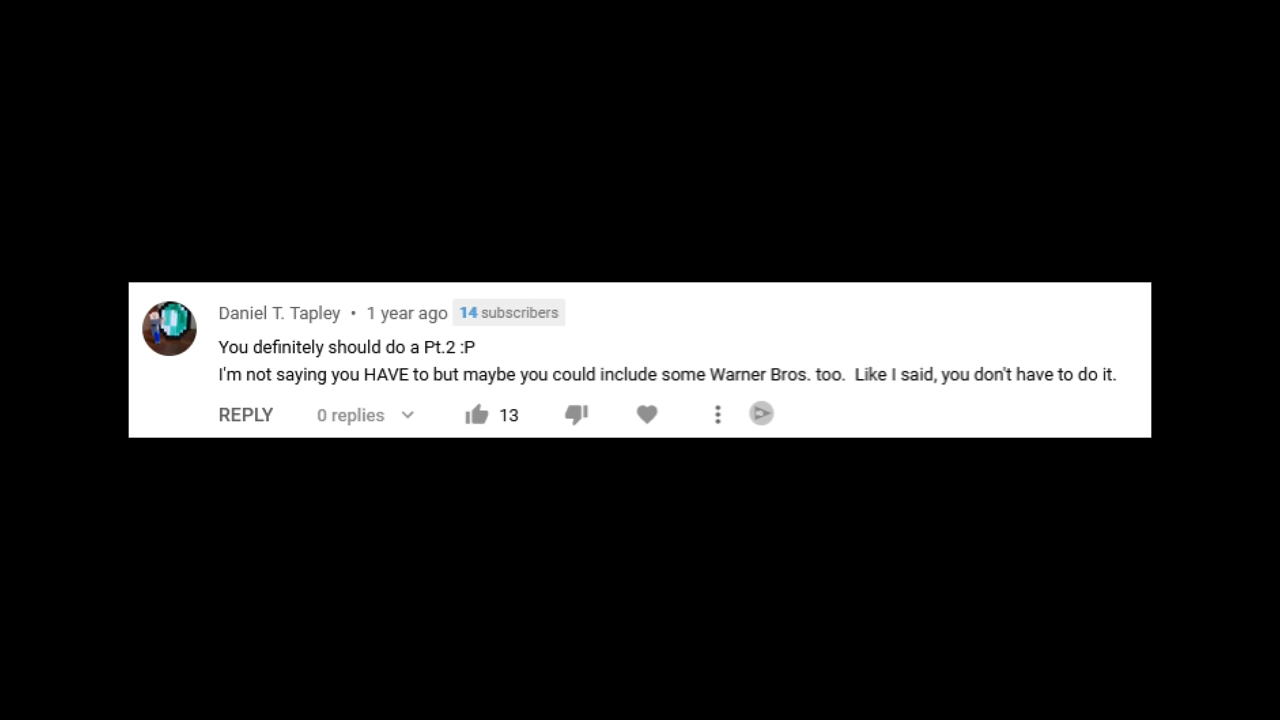 Daniel T. Tapley • 1 year ago 14 subscribers
You definitely should do a Pt.2 :P
I'm not saying you HAVE to but maybe you could include some Warner Bros. too.  Like I said, you don't have to do it.
REPLY 0 replies 13